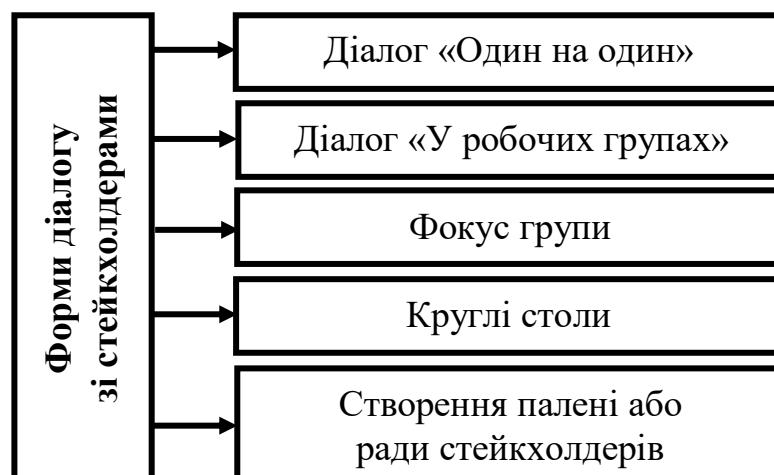 Форми діалогу
зі стейкхолдерами
Діалог «Один на один»
Діалог «У робочих групах»
Фокус групи
Круглі столи
Створення палені або
ради стейкхолдерів